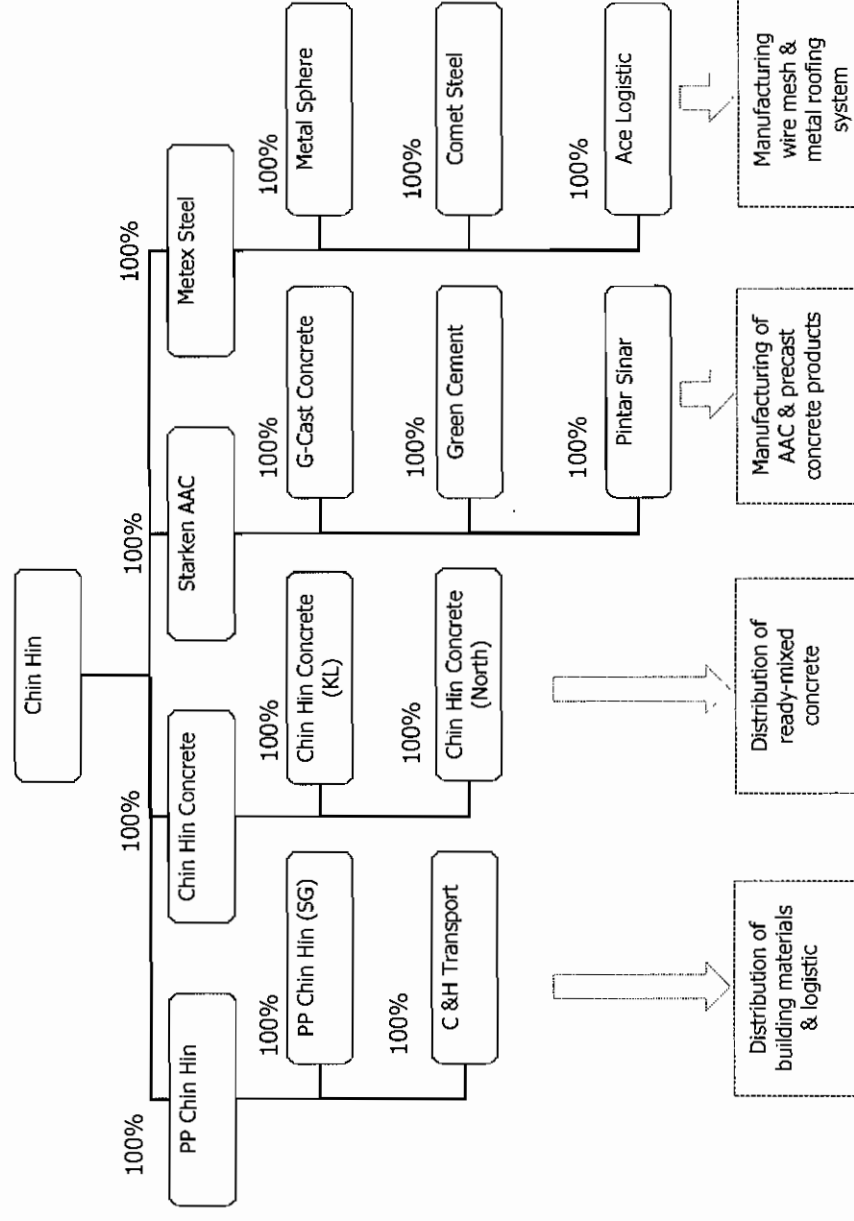 Chin Hin
100%
PP Chin Hin
100%
PP Chin Hin (SG)
100%
C &H Transport
Distribution of
building materials
& logistic
100%
Chin Hin Concrete
100%
Chin Hin Concrete
(KL)
100%
Chin Hin Concrete
(North)
Distribution of
ready-mixed
concrete
100%
Starken AAC
100%
G-Cast Concrete
100%
Green Cement
100%
Pintar Sinar
Manufacturing of
AAC & precast
concrete products
100%
Metex Steel
100%
Metal Sphere
100%
Comet Steel
100%
Ace Logistic
Manufacturing
wire mesh &
metal roofing
system